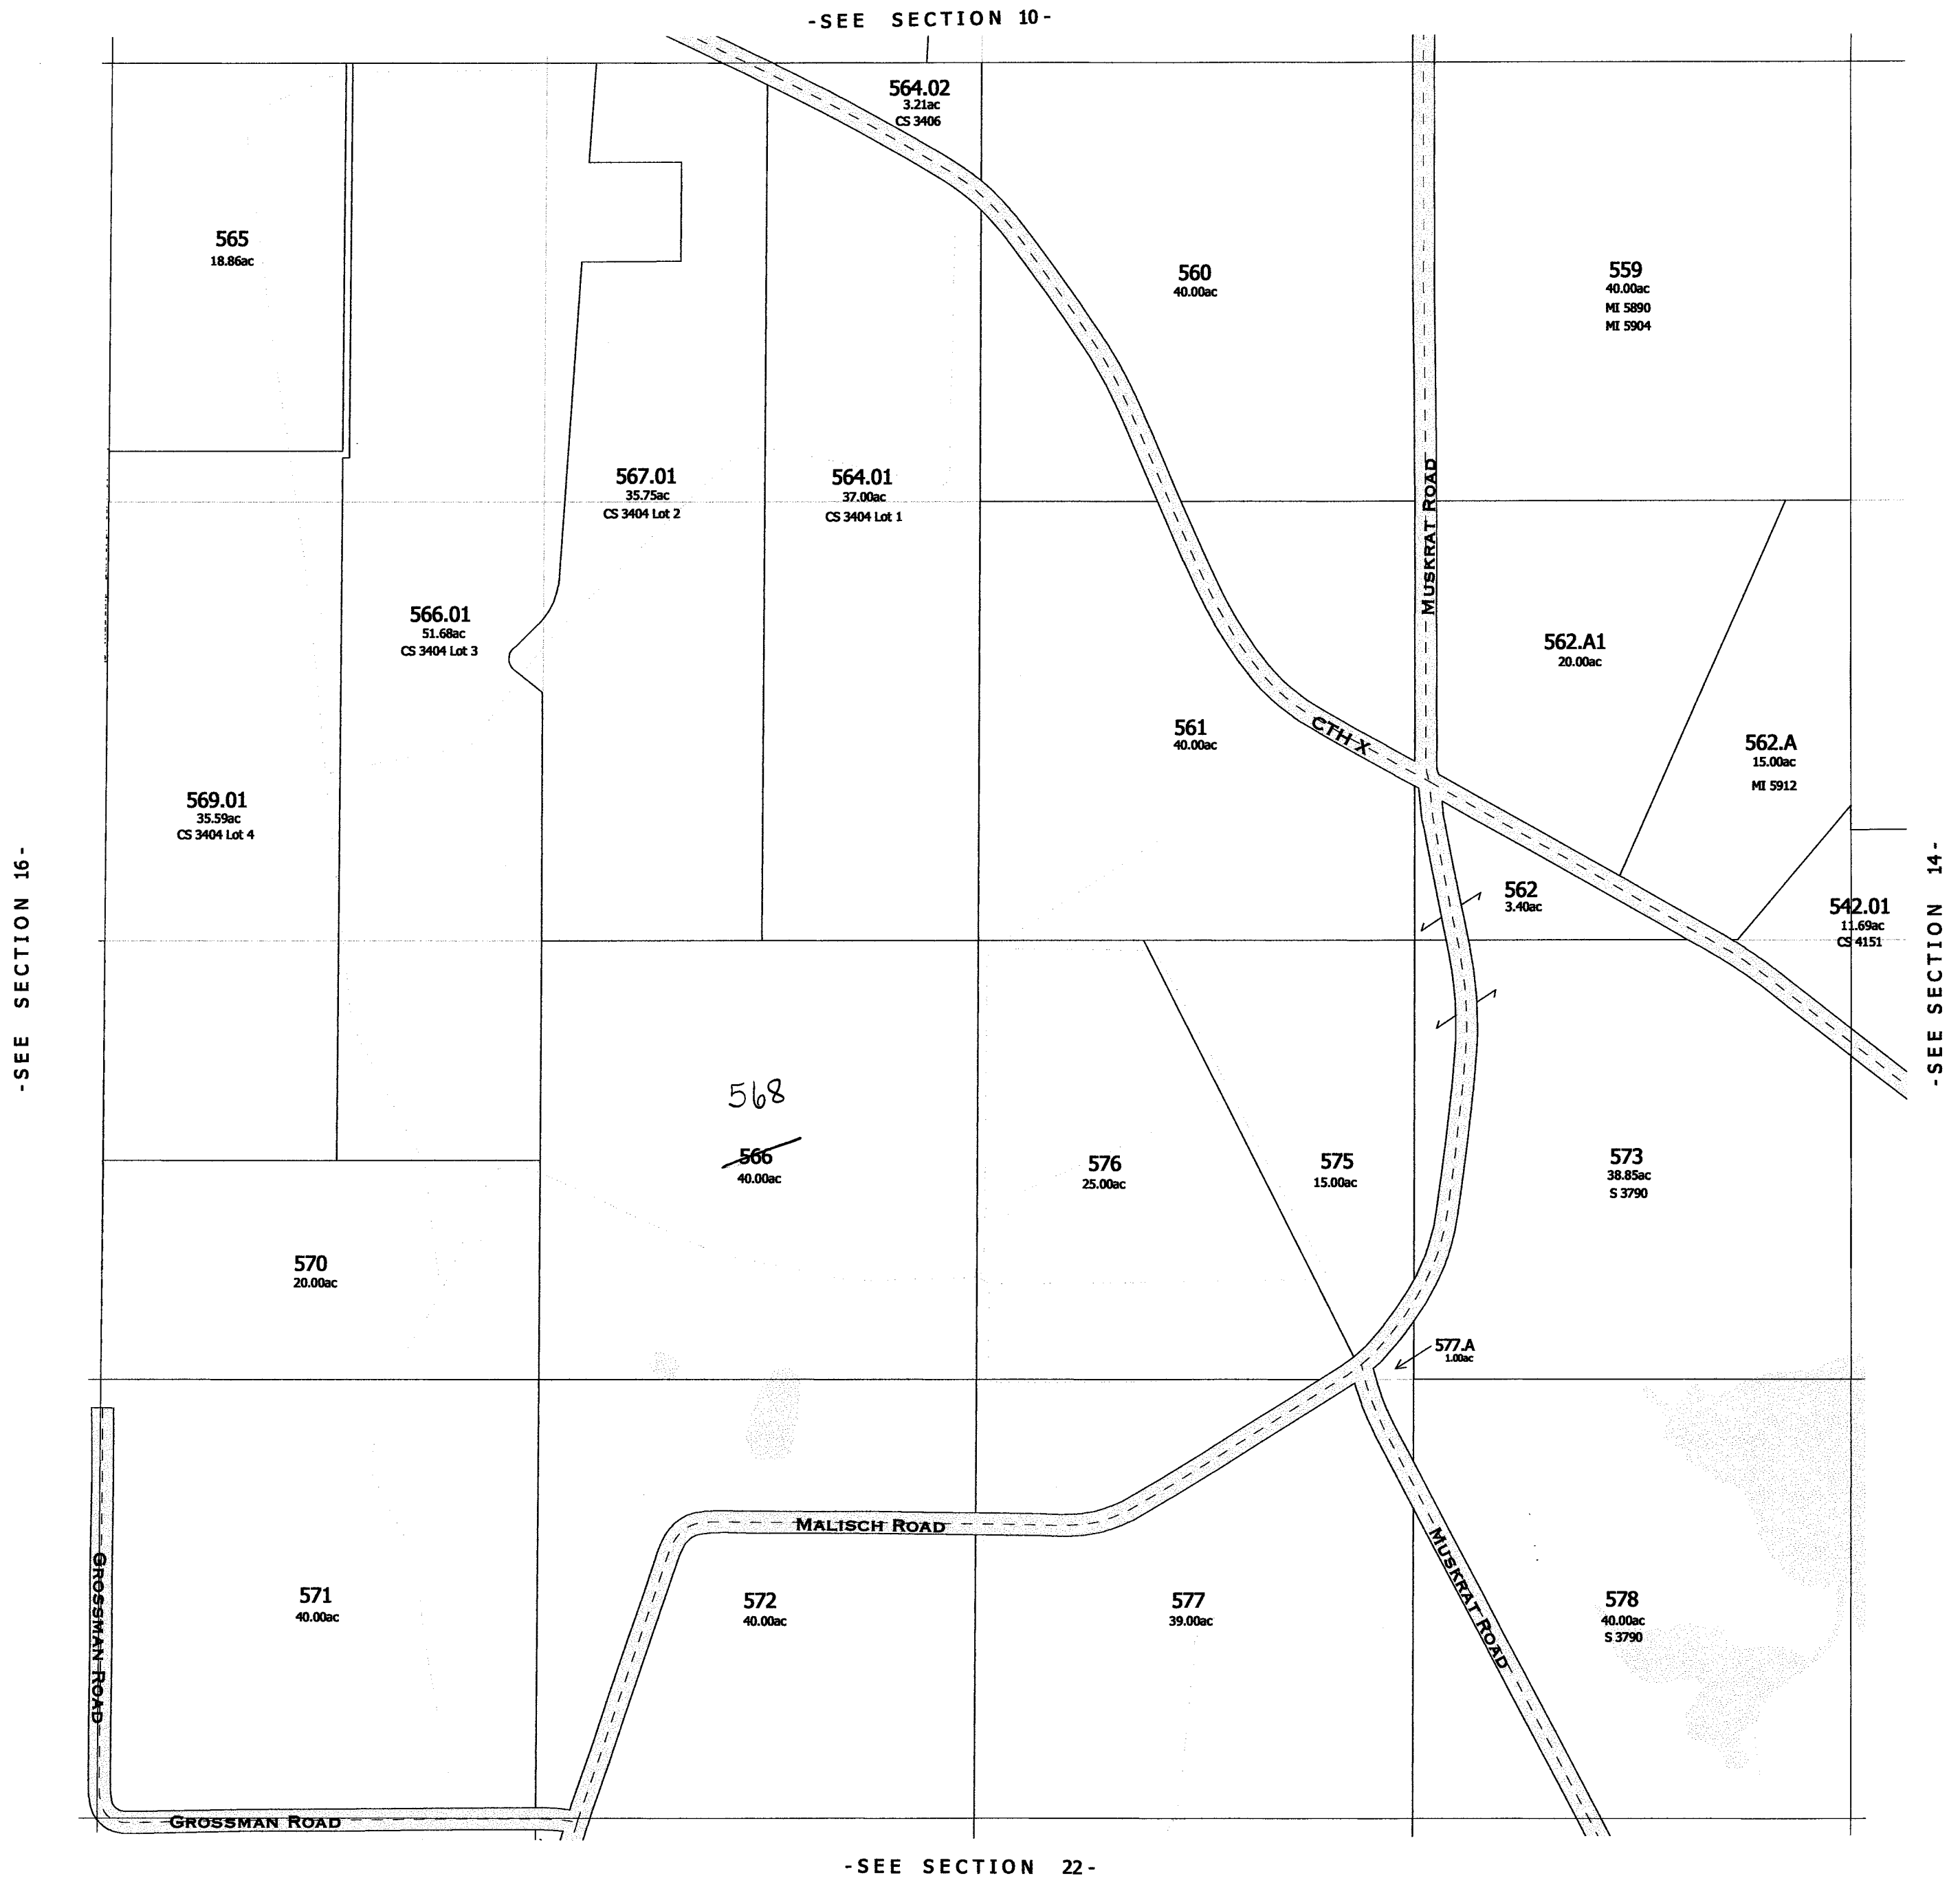 -SEE SECTION 10-
564.02
3.21ac
CS 3406
565
18.86ac
560
40.00ac
559
40.00ac
MI 5890
MI 5904
567.01
35.75ac
CS 3404 Lot 2
564.01
37.00ac
CS 3404 Lot 1
MUSKRAT ROAD
566.01
51.68ac
CS 3404 Lot 3
562.A1
20.00ac
561
40.00ac
CTH X
562.A
15.00ac
MI 5912
569.01
35.59ac
CS 3404 Lot 4
-SEE SECTION 16-
-SEE SECTION 14-
562
3.40ac
542.01
11.69ac
CS 4151
568
566
40.00ac
576
25.00ac
575
15.00ac
573
38.85ac
S 3790
570
20.00ac
577.A
1.00ac
MALISCH ROAD
GROSSMAN ROAD
571
40.00ac
572
40.00ac
577
39.00ac
MUSKRAT ROAD
578
40.00ac
S 3790
GROSSMAN ROAD
-SEE SECTION 22-